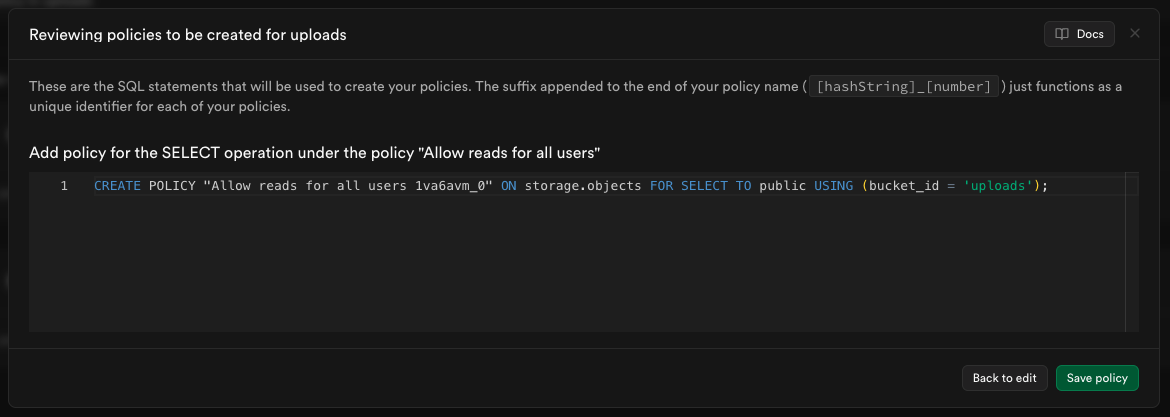 Reviewing policies to be created for uploads
Docs
These are the SQL statements that will be used to create your policies. The suffix appended to the end of your policy name ( [hashString]_[number] ) just functions as a
unique identifier for each of your policies.
Add policy for the SELECT operation under the policy "Allow reads for all users"
1 CREATE POLICY "Allow reads for all users 1va6avm_0" ON storage.objects FOR SELECT TO public USING (bucket_id = 'uploads');
Back to edit
Save policy